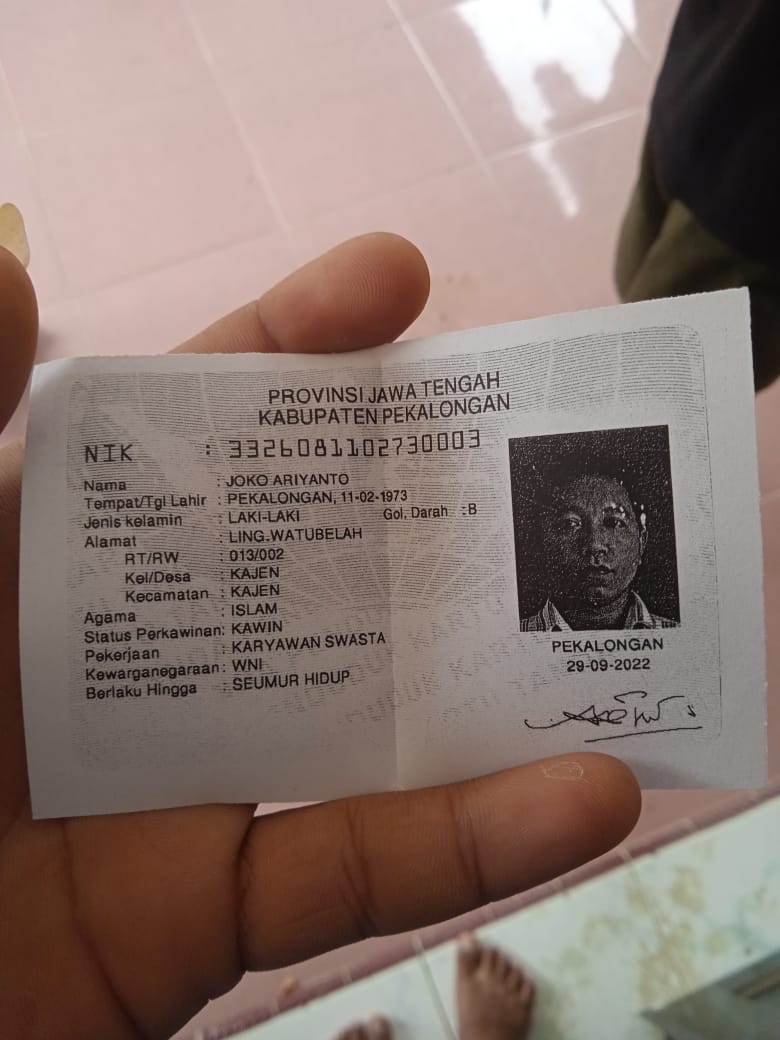 PROVINSI JAWA TENGAH
KABUPATEN PEKALONGAN
NIK : 3326081102730003
Nama : JOKO ARIYANTO
Tempat/Tgl Lahir : PEKALONGAN, 11-02-1973
Jenis kelamin : LAKI-LAKI Gol. Darah :B
Alamat : LING.WATUBELAH
RT/RW : 013/002
Kel/Desa : KAJEN
Kecamatan : KAJEN
Agama : ISLAM
Status Perkawinan: KAWIN
Pekerjaan : KARYAWAN SWASTA
Kewarganegaraan: WNI
Berlaku Hingga : SEUMUR HIDUP
PEKALONGAN
29-09-2022